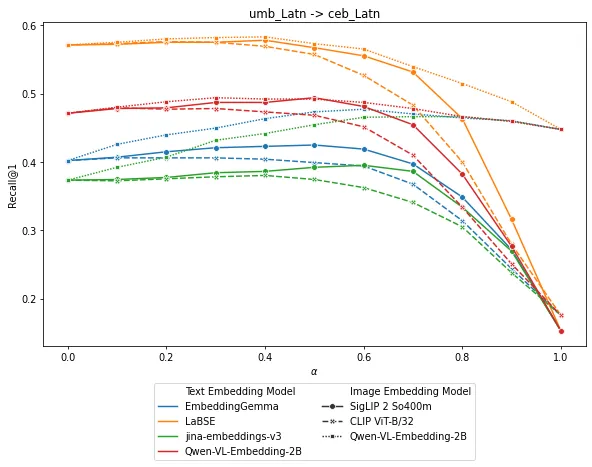 umb_Latn -> ceb_Latn
Recall@1
0.6
0.5
0.4
0.3
0.2
0.0
0.2
0.4
0.6
0.8
1.0
α
Text Embedding Model
EmbeddingGemma
LaBSE
jina-embeddings-v3
Qwen-VL-Embedding-2B
Image Embedding Model
SigLIP 2 So400m
CLIP ViT-B/32
Qwen-VL-Embedding-2B